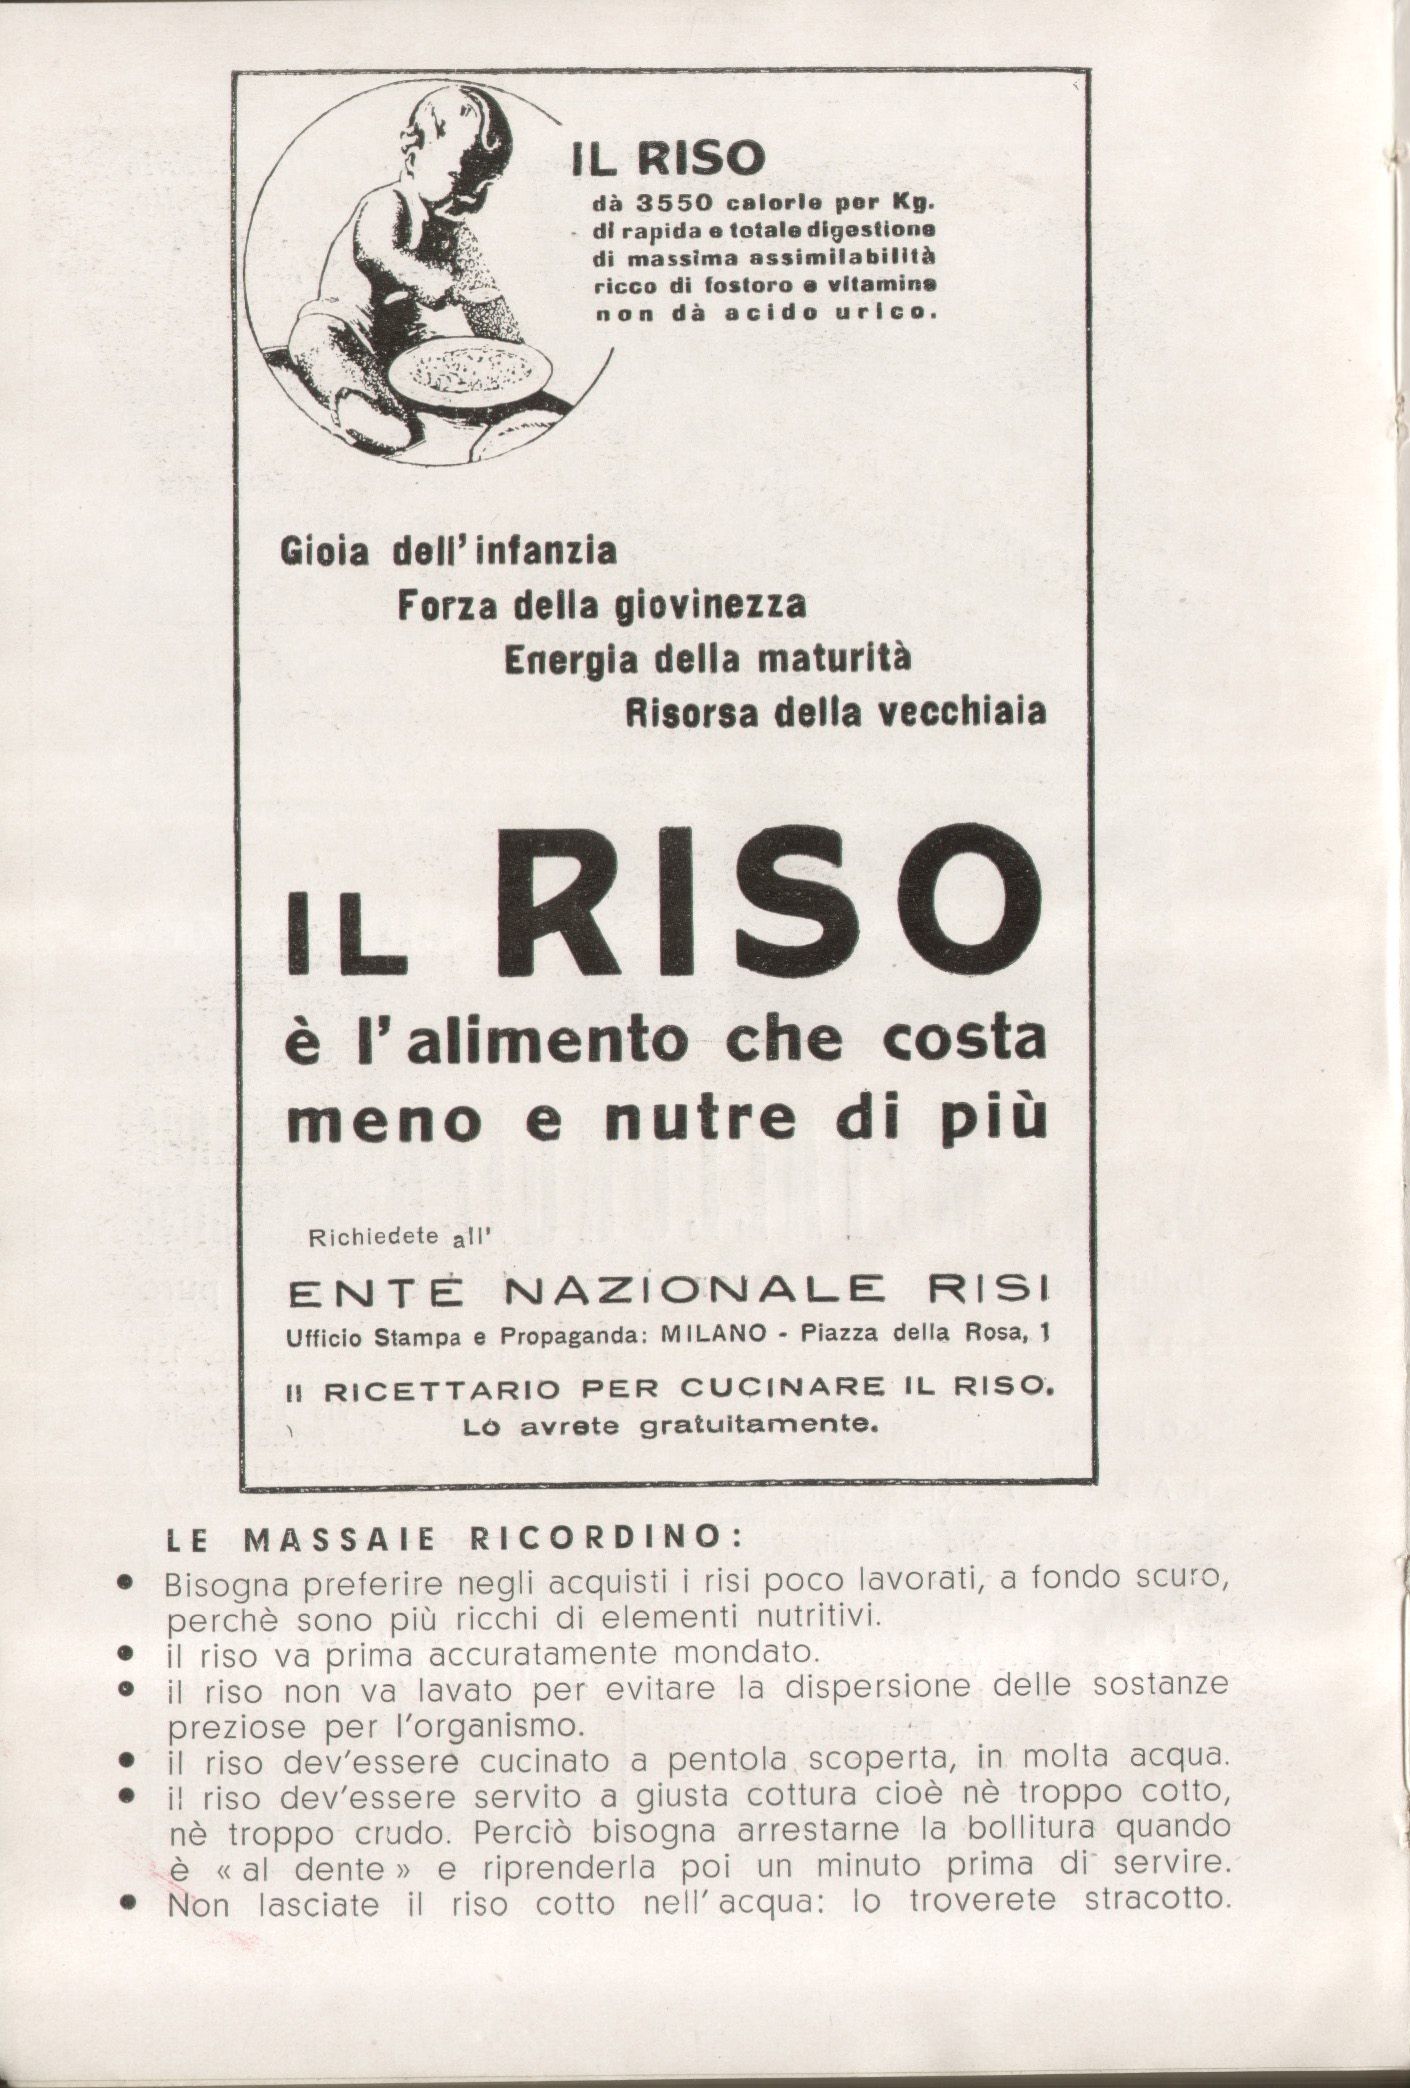 IL RISO
dà 3550 calorie per Kg.
di rapida e totale digestione
di massima assimilabilità
ricco di fosforo e vitamine
non dà acido urico.
Gioia dell' infanzia
Forza della giovinezza
Energia della maturità
Risorsa della vecchiaia
IL RISO
è l' alimento che costa
meno e nutre di più
Richiedete all'
ENTE NAZIONALE RISI
Ufficio Stampa e Propaganda: MILANO - Piazza della Rosa, 1
Il RICETTARIO PER CUCINARE IL RISO.
Lo avrete gratuitamente.
LE MASSAIE RICORDINO:
• Bisogna preferire negli acquisti i risi poco lavorati, a fondo scuro,
perchè sono più ricchi di elementi nutritivi.
• il riso va prima accuratamente mondato.
• il riso non va lavato per evitare la dispersione delle sostanze
preziose per l'organismo.
• il riso dev'essere cucinato a pentola scoperta, in molta acqua.
• il riso dev'essere servito a giusta cottura cioè nè troppo cotto,
nè troppo crudo. Perciò bisogna arrestarne la bollitura quando
è « al dente » e riprenderla poi un minuto prima di servire.
• Non lasciate il riso cotto nell' acqua: lo troverete stracotto.